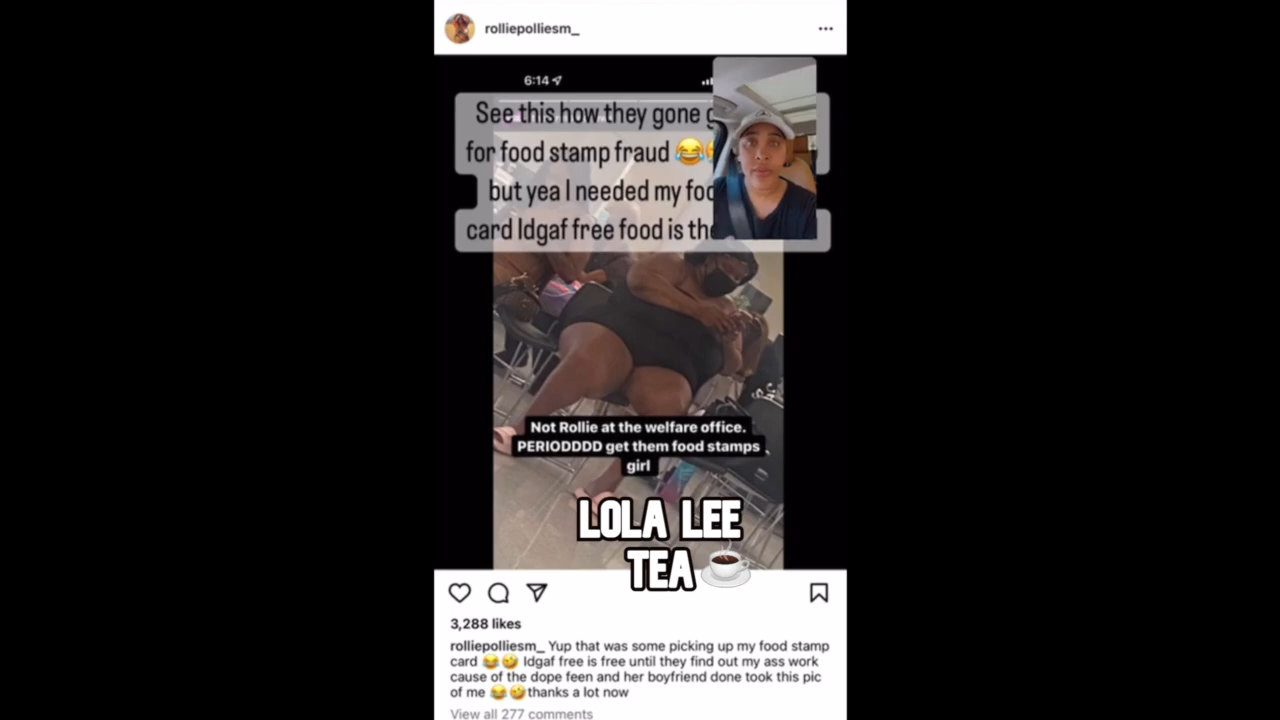 rolliepolliesm_
6:14
See this how they gone g
for food stamp fraud 😂
but yea I needed my foo
card Idgaf free food is the
Not Rollie at the welfare office.
PERIODDDD get them food stamps
girl
LOLA LEE
TEA ☕
3,288 likes
rolliepolliesm_ Yup that was some picking up my food stamp
card 😂🤣 Idgaf free is free until they find out my ass work
cause of the dope feen and her boyfriend done took this pic
of me 😂🤣thanks a lot now
View all 277 comments